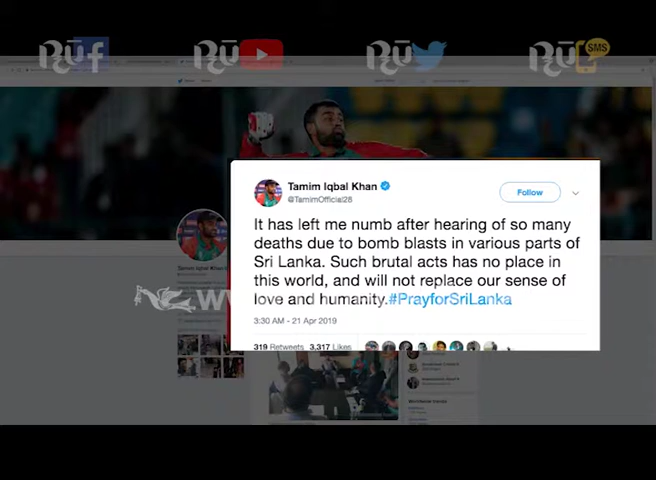 SMS
Tamim Iqbal Khan
@TamimOfficial28
Follow
It has left me numb after hearing of so many
deaths due to bomb blasts in various parts of
Sri Lanka. Such brutal acts has no place in
this world, and will not replace our sense of
love and humanity.#PrayforSriLanka
3:30 AM - 21 Apr 2019
319 Retweets 3,317 Likes